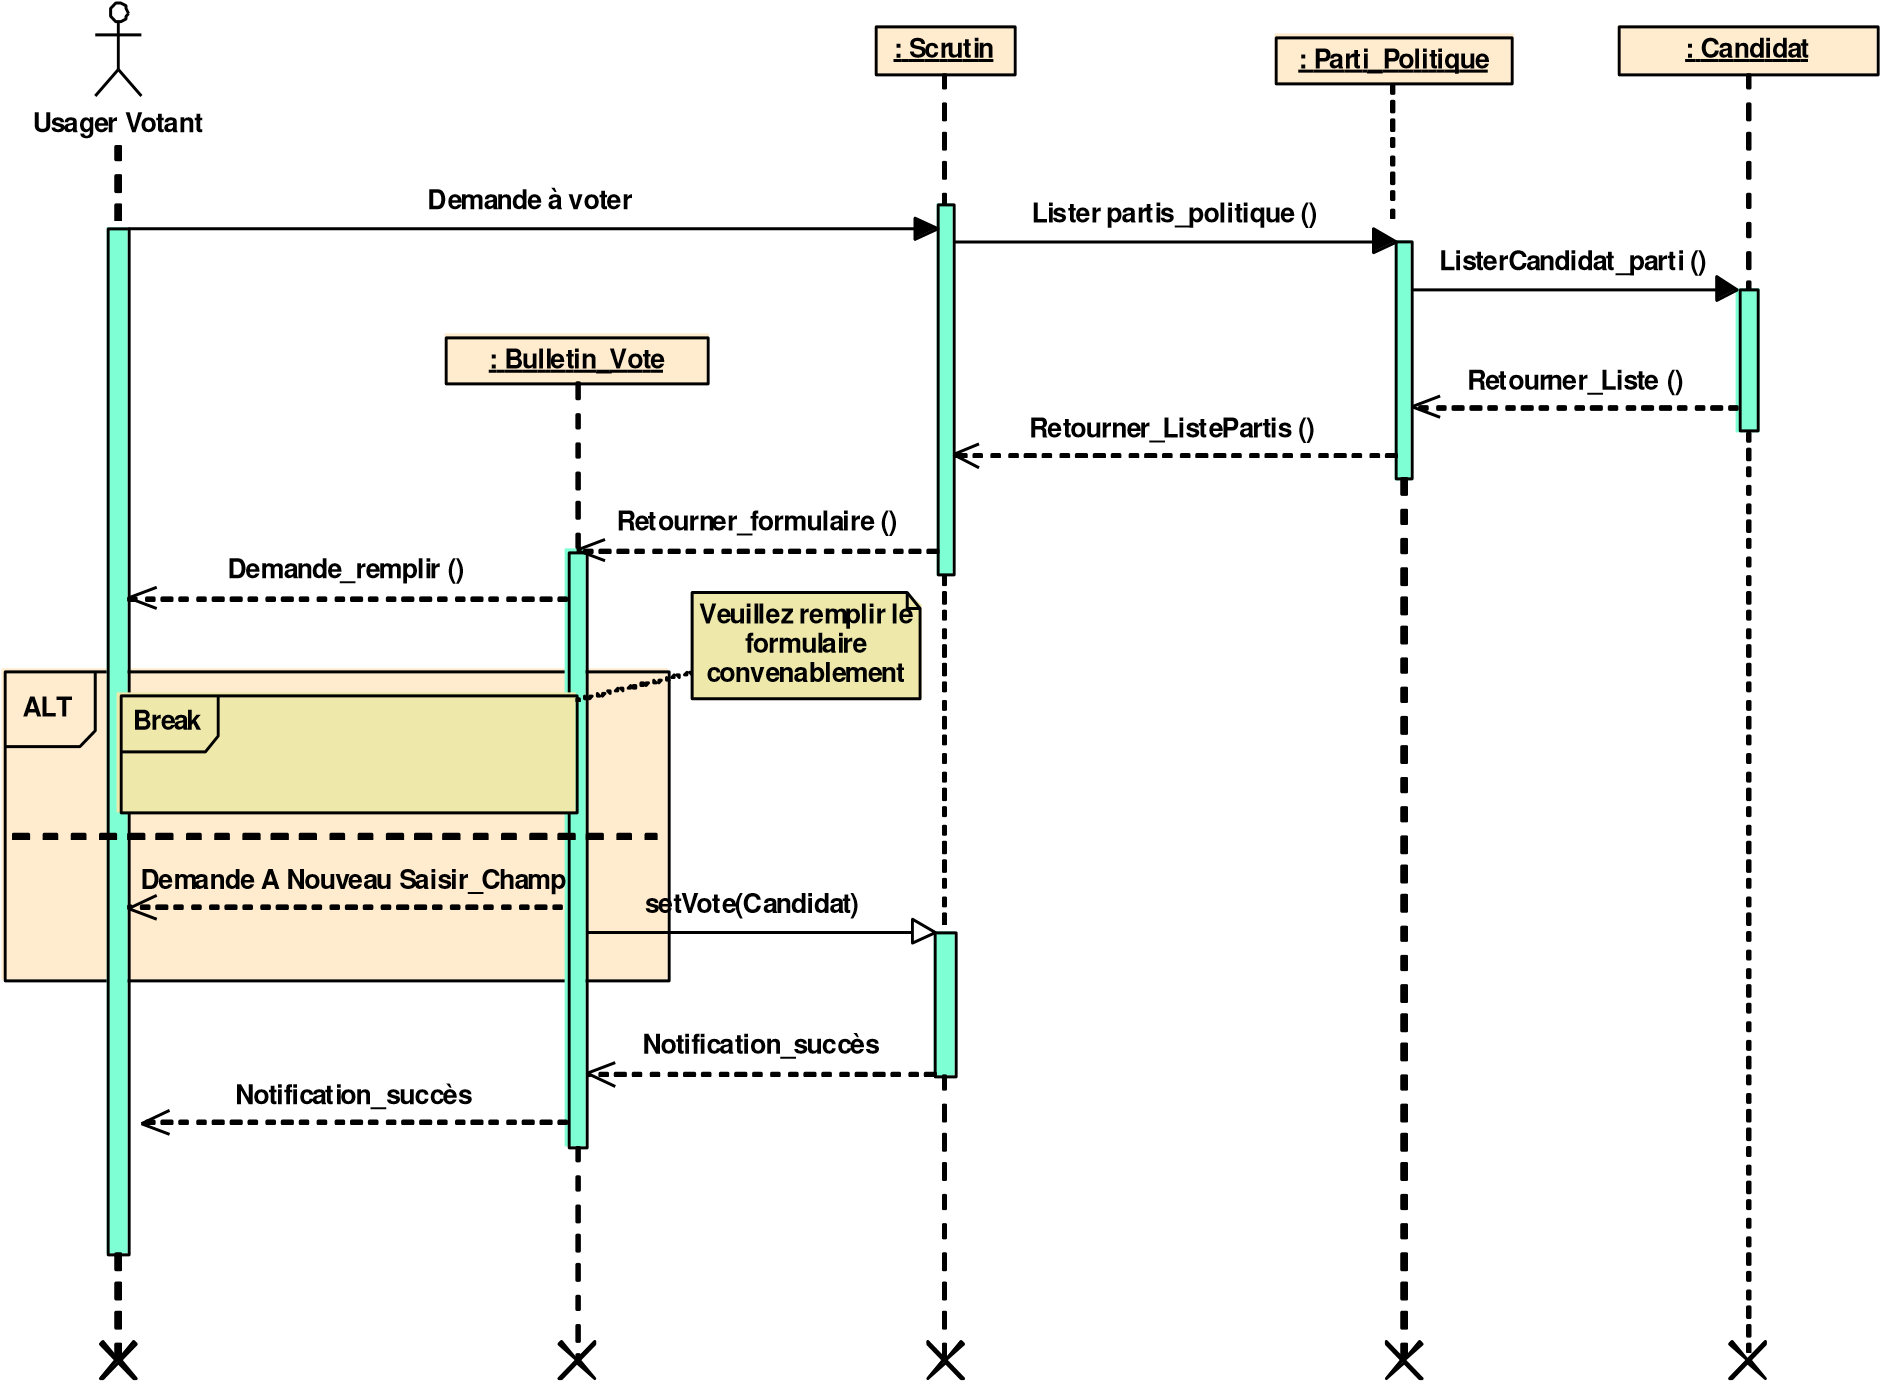 : Scrutin
: Parti_Politique
: Candidat
Usager Votant
Demande à voter
Lister partis_politique ()
ListerCandidat_parti ()
: Bulletin_Vote
Retourner_Liste ()
Retourner_ListePartis ()
Retourner_formulaire ()
Demande_remplir ()
Veuillez remplir le
formulaire
convenablement
ALT
Break
Demande A Nouveau Saisir_Champ
setVote(Candidat)
Notification_succès
Notification_succès